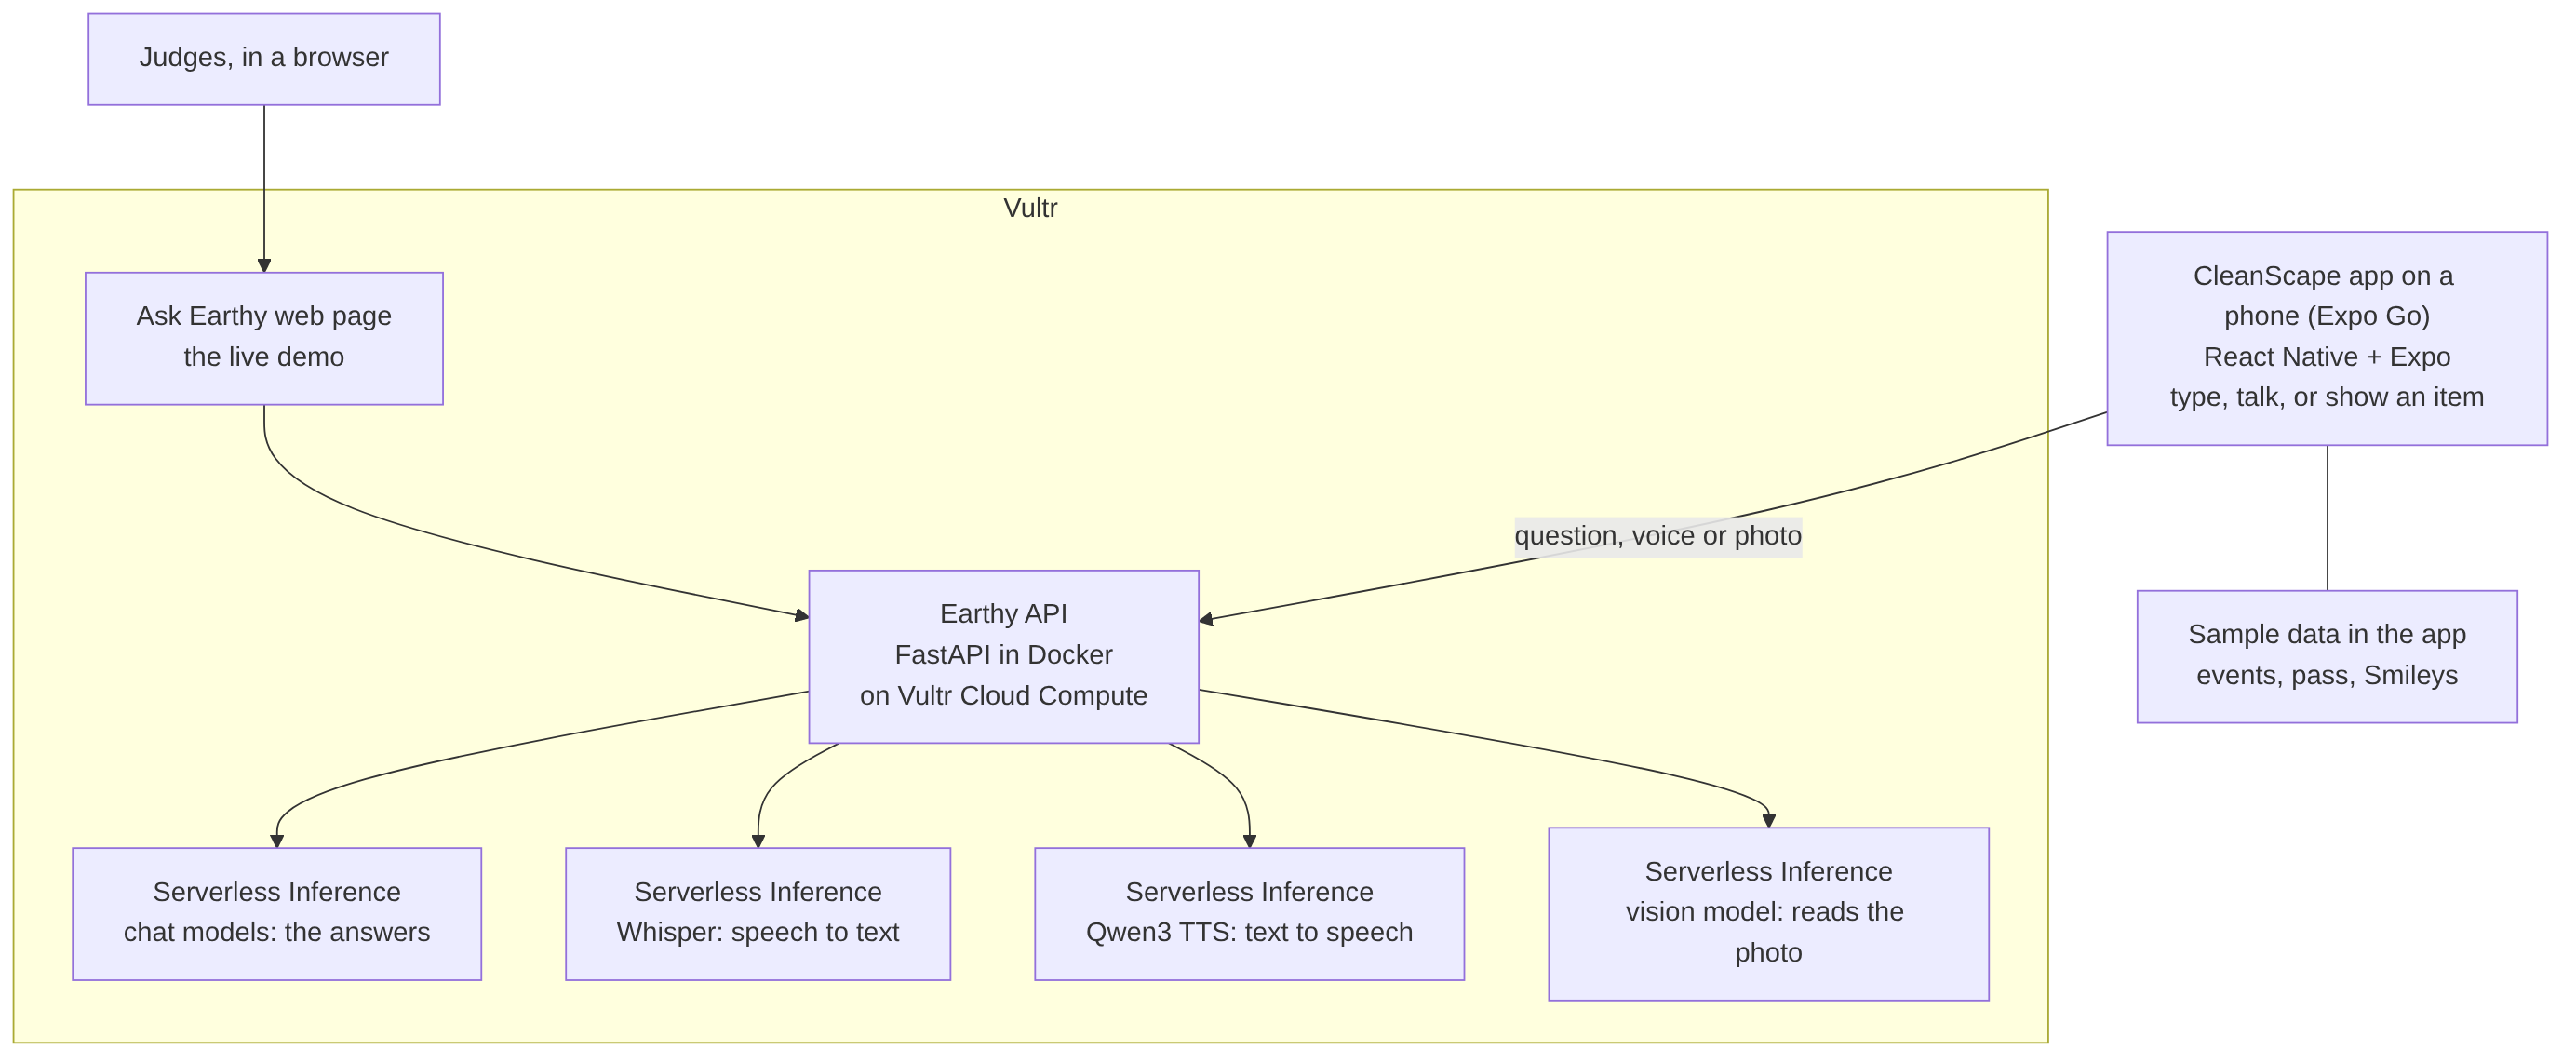 Judges, in a browser
Vultr
Ask Earthy web page
the live demo
CleanScape app on a
phone (Expo Go)
React Native + Expo
type, talk, or show an item
question, voice or photo
Earthy API
FastAPI in Docker
on Vultr Cloud Compute
Sample data in the app
events, pass, Smileys
Serverless Inference
chat models: the answers
Serverless Inference
Whisper: speech to text
Serverless Inference
Qwen3 TTS: text to speech
Serverless Inference
vision model: reads the
photo